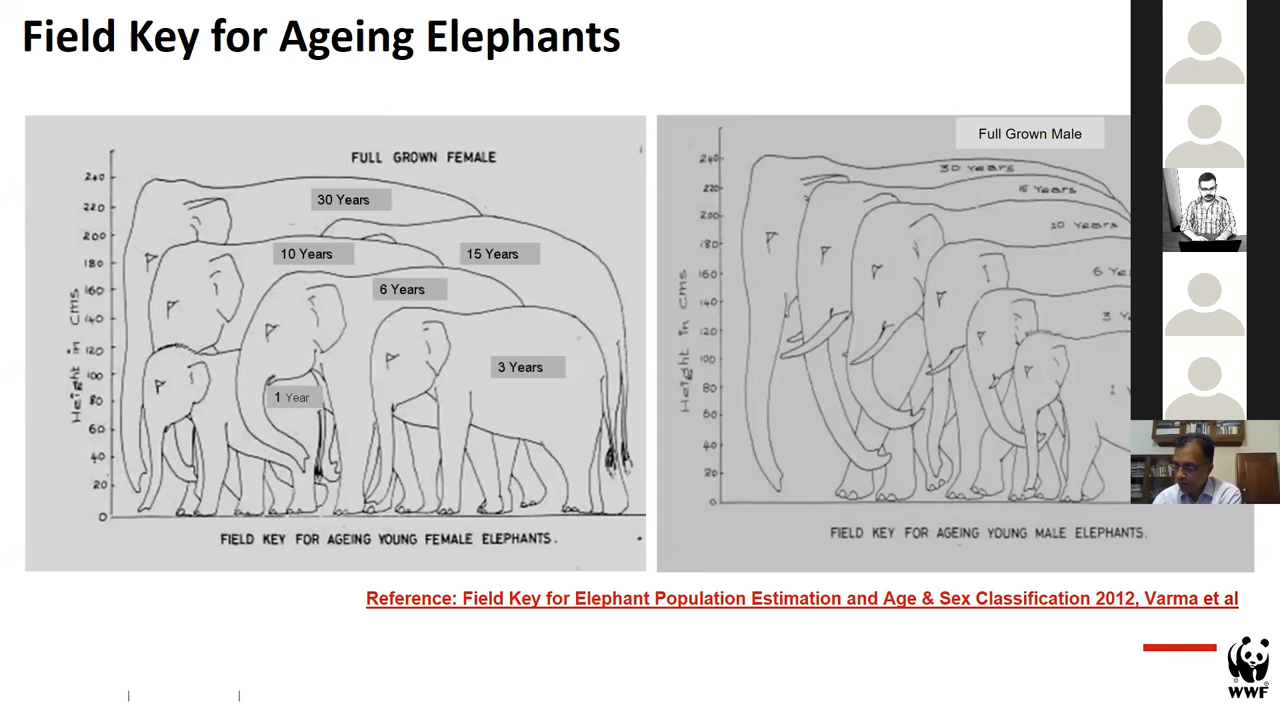 Field Key for Ageing Elephants
FULL GROWN FEMALE
30 Years
10 Years
15 Years
6 Years
3 Years
1 Year
Height in Cms
240
220
200
180
160
140
120
100
80
60
40
20
0
FIELD KEY FOR AGEING YOUNG FEMALE ELEPHANTS.
Full Grown Male
30 Years
15 Years
10 Years
6
3
1
Height in Cms
240
220
200
180
160
140
120
100
80
60
40
20
0
FIELD KEY FOR AGEING YOUNG MALE ELEPHANTS.
Reference: Field Key for Elephant Population Estimation and Age & Sex Classification 2012, Varma et al
WWF